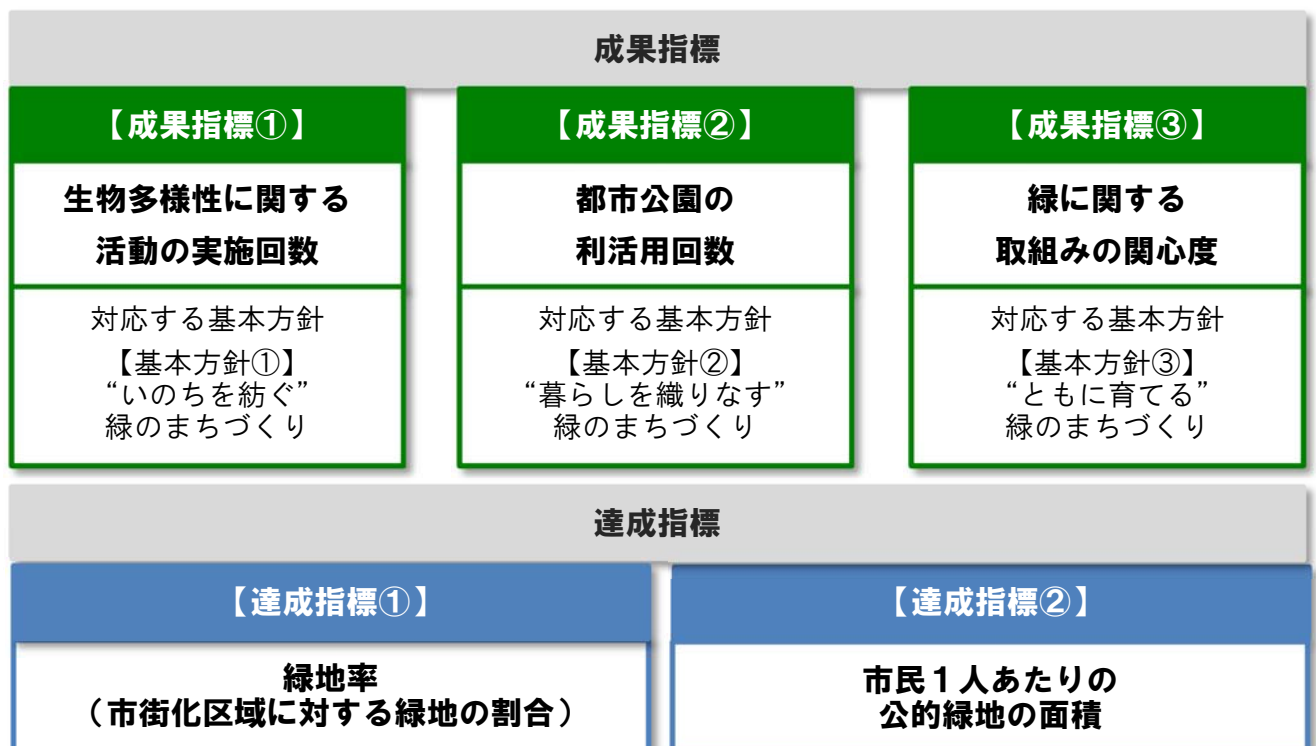 成果指標
【成果指標①】
生物多様性に関する
活動の実施回数
対応する基本方針
【基本方針①】
“いのちを紡ぐ”
緑のまちづくり
【成果指標②】
都市公園の
利活用回数
対応する基本方針
【基本方針②】
“暮らしを織りなす”
緑のまちづくり
【成果指標③】
緑に関する
取組みの関心度
対応する基本方針
【基本方針③】
“ともに育てる”
緑のまちづくり
達成指標
【達成指標①】
緑地率
（市街化区域に対する緑地の割合）
【達成指標②】
市民１人あたりの
公的緑地の面積